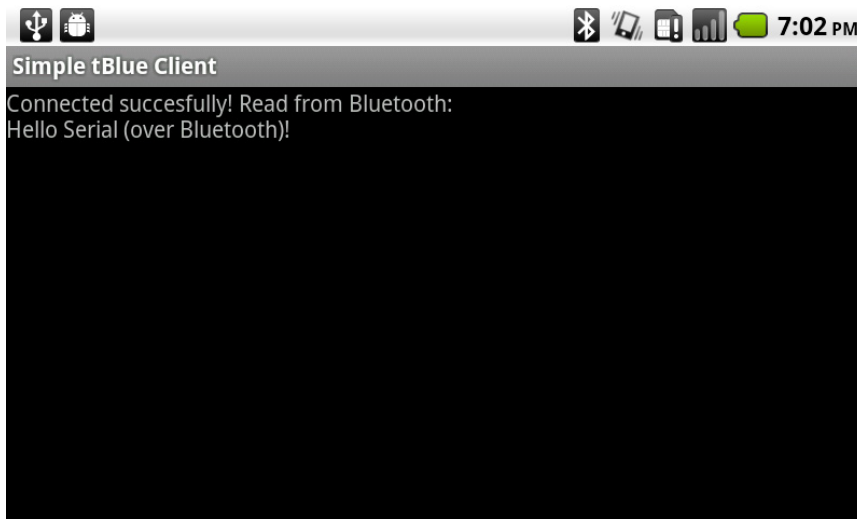 7:02 PM
Simple tBlue Client
Connected succesfully! Read from Bluetooth:
Hello Serial (over Bluetooth)!